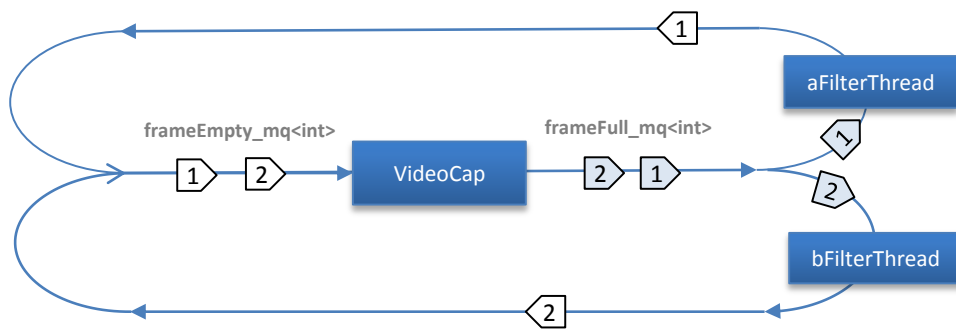 1
aFilterThread
frameEmpty_mq<int>
frameFull_mq<int>
1
1
2
VideoCap
2
1
2
bFilterThread
2